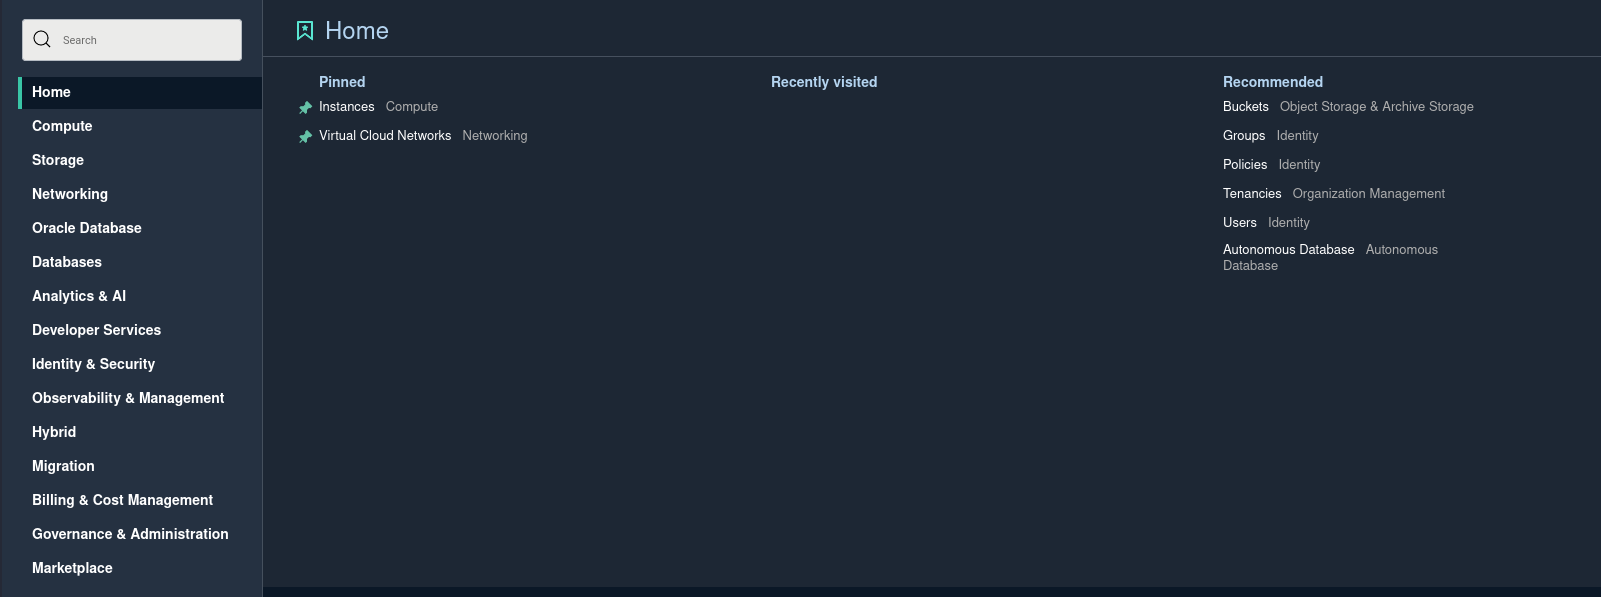 Search
Home
Compute
Storage
Networking
Oracle Database
Databases
Analytics & AI
Developer Services
Identity & Security
Observability & Management
Hybrid
Migration
Billing & Cost Management
Governance & Administration
Marketplace
Home
Pinned
Instances Compute
Virtual Cloud Networks Networking
Recently visited
Recommended
Buckets Object Storage & Archive Storage
Groups Identity
Policies Identity
Tenancies Organization Management
Users Identity
Autonomous Database Autonomous
Database